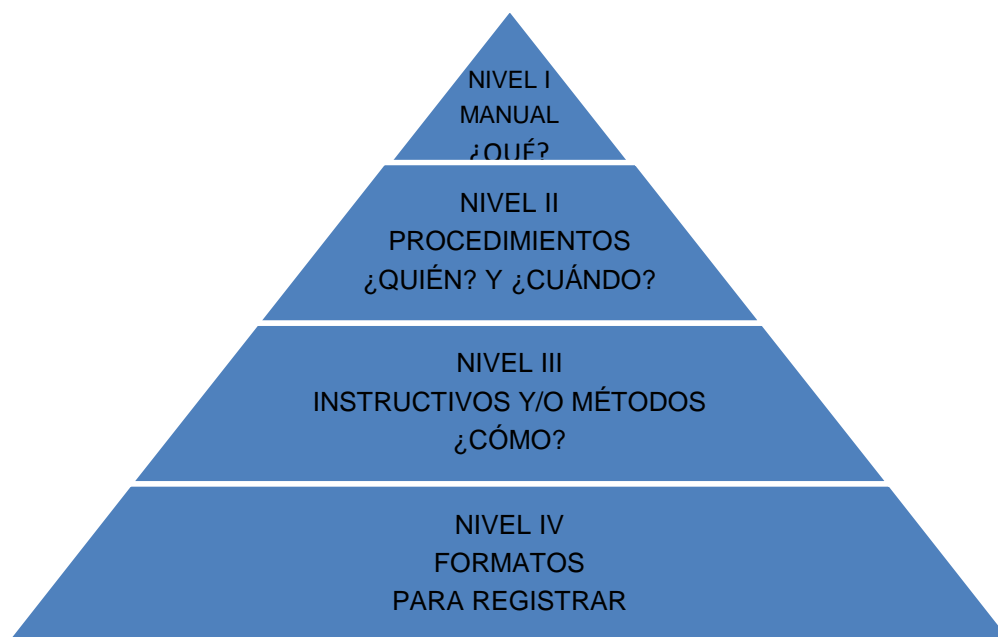 NIVEL I
MANUAL
¿QUÉ?
NIVEL II
PROCEDIMIENTOS
¿QUIÉN? Y ¿CUÁNDO?
NIVEL III
INSTRUCTIVOS Y/O MÉTODOS
¿CÓMO?
NIVEL IV
FORMATOS
PARA REGISTRAR